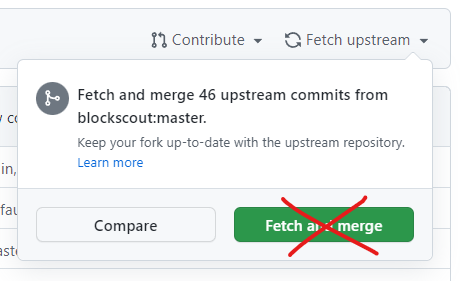 Contribute Fetch upstream
Fetch and merge 46 upstream commits from
blockscout:master.
Keep your fork up-to-date with the upstream repository.
Learn more
Compare Fetch and merge